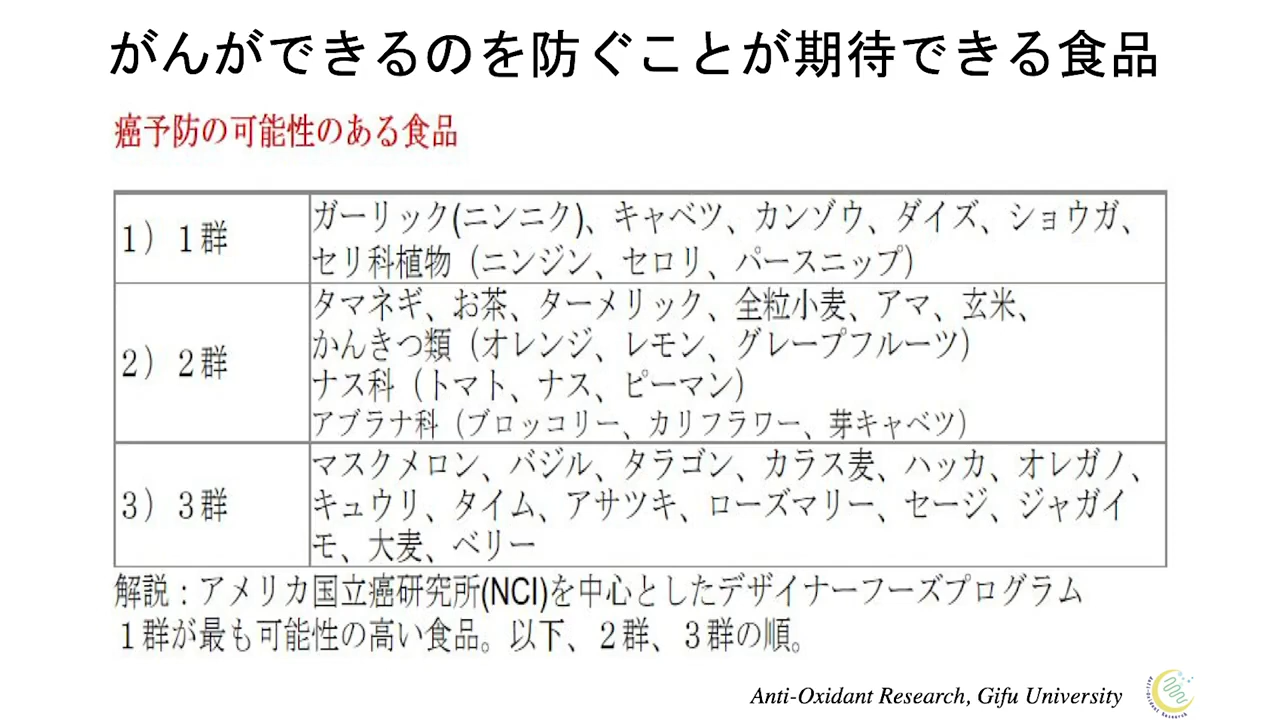 がんができるのを防ぐことが期待できる食品
癌予防の可能性のある食品
1）1群
ガーリック(ニンニク)、キャベツ、カンゾウ、ダイズ、ショウガ、
セリ科植物（ニンジン、セロリ、パースニップ）
2）2群
タマネギ、お茶、ターメリック、全粒小麦、アマ、玄米、
かんきつ類（オレンジ、レモン、グレープフルーツ）
ナス科（トマト、ナス、ピーマン）
アブラナ科（ブロッコリー、カリフラワー、芽キャベツ）
3）3群
マスクメロン、バジル、タラゴン、カラス麦、ハッカ、オレガノ、
キュウリ、タイム、アサツキ、ローズマリー、セージ、ジャガイ
モ、大麦、ベリー
解説：アメリカ国立癌研究所(NCI)を中心としたデザイナーフーズプログラム
１群が最も可能性の高い食品。以下、２群、３群の順。
Anti-Oxidant Research, Gifu University
Anti-Oxidant Research